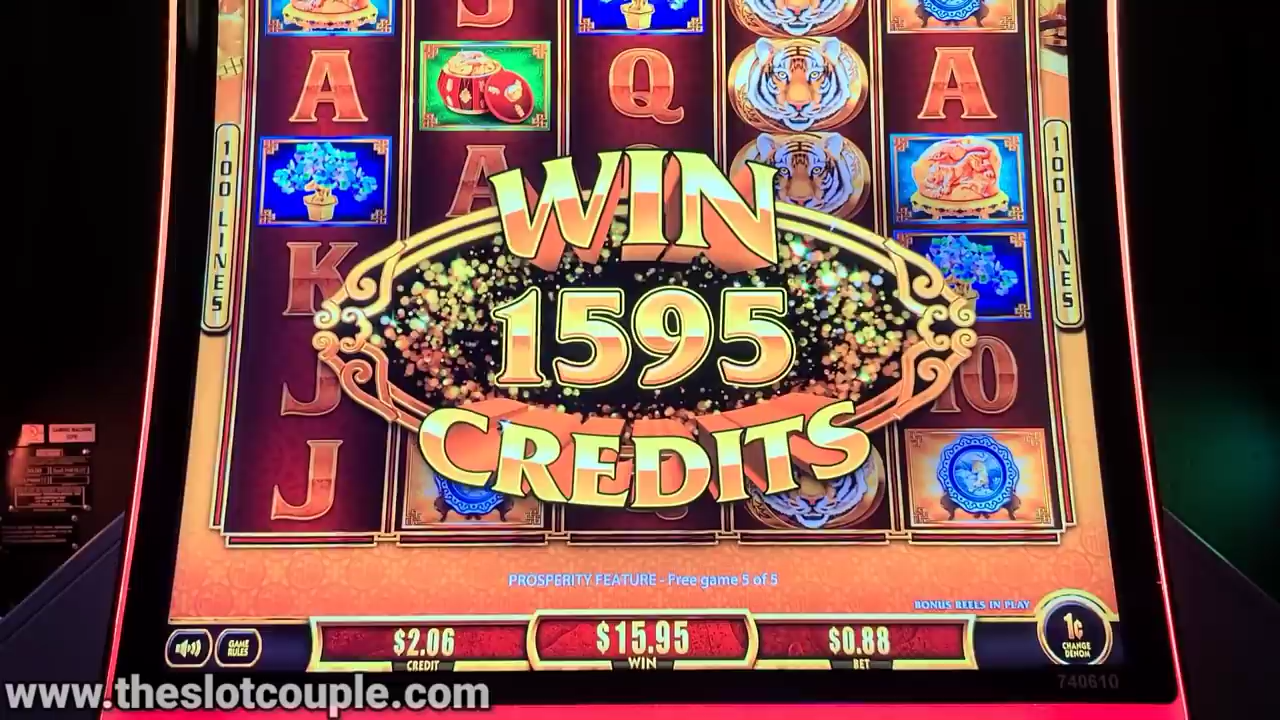 A
Q
A
100 LINES
100 LINES
A
WIN
K
1595
J
10
CREDITS
J
PROSPERITY FEATURE - Free game 5 of 5
BONUS REELS IN PLAY
GAME RULES
$2.06
CREDIT
$15.95
WIN
$0.88
BET
1¢
CHANGE DENOM
740610
www.theslotcouple.com